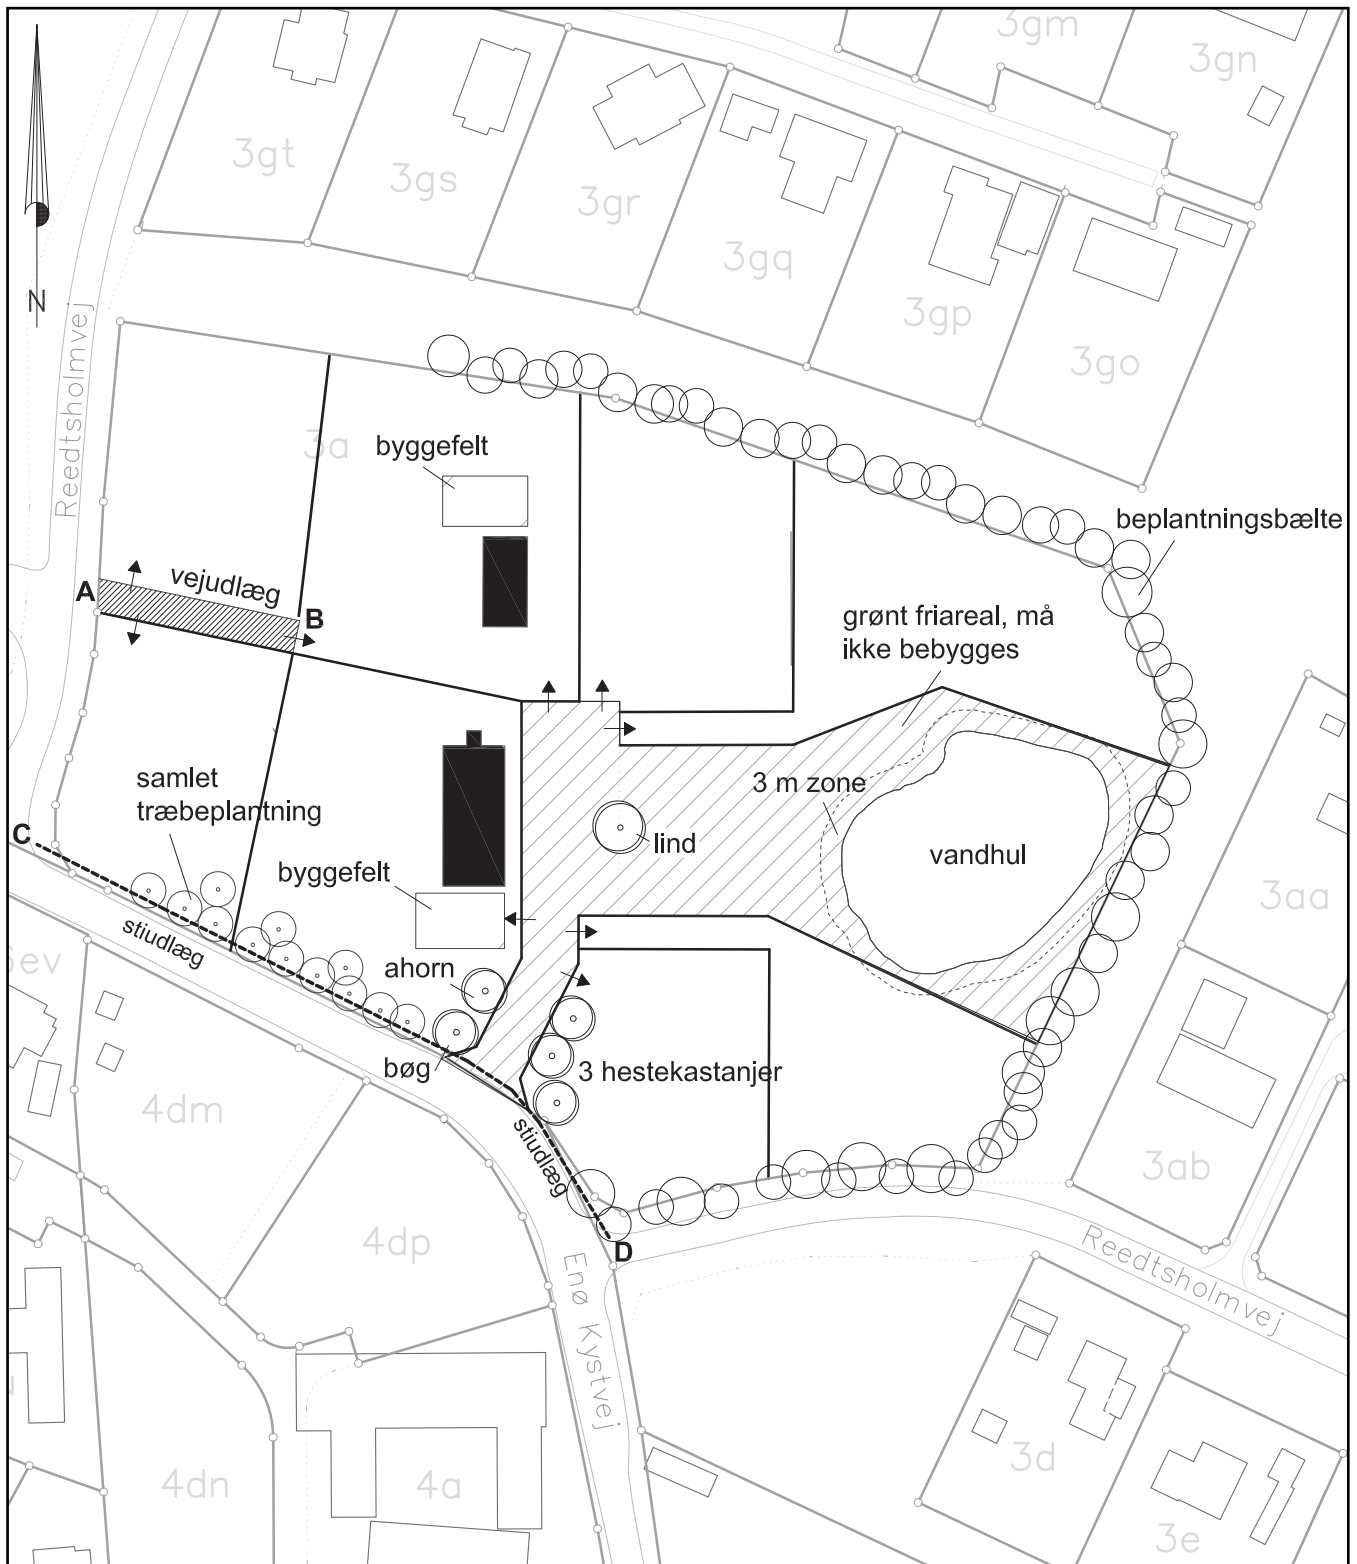 3gm
3gn
3gt
3gs
3gr
3gq
3gp
3go
N
Reedtsholmvej
3a
byggefelt
beplantningsbælte
A
vejudlæg
B
grønt friareal, må
ikke bebygges
samlet
træbeplantning
3 m zone
C
lind
vandhul
byggefelt
3aa
stiudlæg
ahorn
bøg
3 hestekastanjer
4dm
stiudlæg
3ab
4dp
D
Reedtsholmvej
Enø Kystvej
4dn
4a
3d
3e